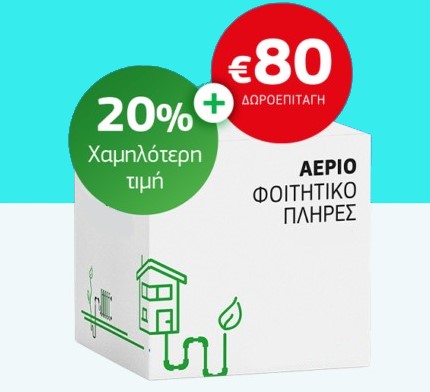 €80
ΔΩΡΟΕΠΙΤΑΓΗ
+
20%
Χαμηλότερη
τιμή
ΑΕΡΙΟ
ΦΟΙΤΗΤΙΚΟ
ΠΛΗΡΕΣ